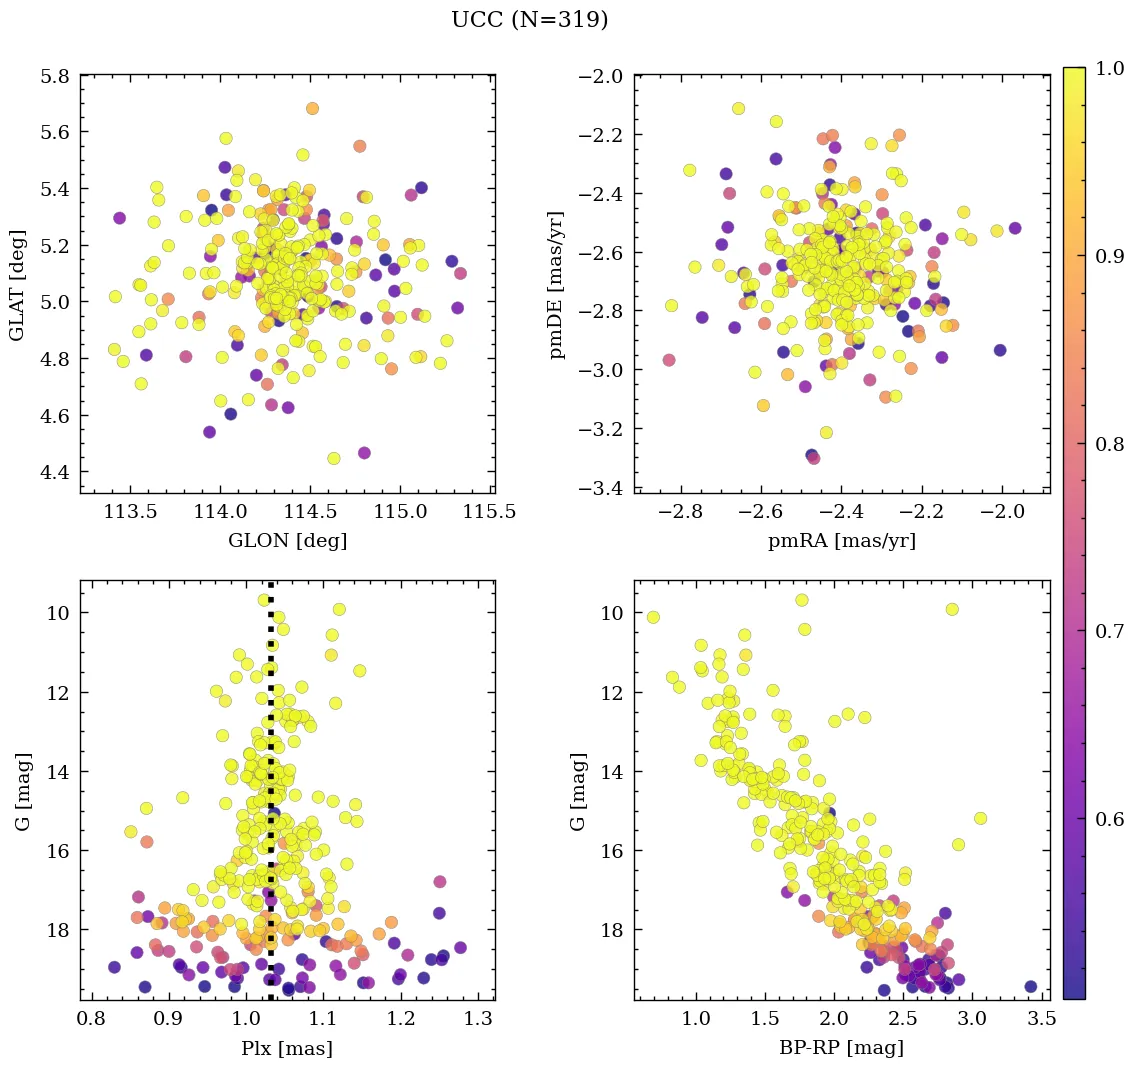 UCC (N=319)
5.8
5.6
5.4
5.2
5.0
4.8
4.6
4.4
GLAT [deg]
113.5 114.0 114.5 115.0 115.5
GLON [deg]
−2.0
−2.2
−2.4
−2.6
−2.8
−3.0
−3.2
−3.4
pmDE [mas/yr]
−2.8 −2.6 −2.4 −2.2 −2.0
pmRA [mas/yr]
1.0
0.9
0.8
0.7
0.6
10
12
14
16
18
G [mag]
0.8 0.9 1.0 1.1 1.2 1.3
Plx [mas]
10
12
14
16
18
G [mag]
1.0 1.5 2.0 2.5 3.0 3.5
BP-RP [mag]